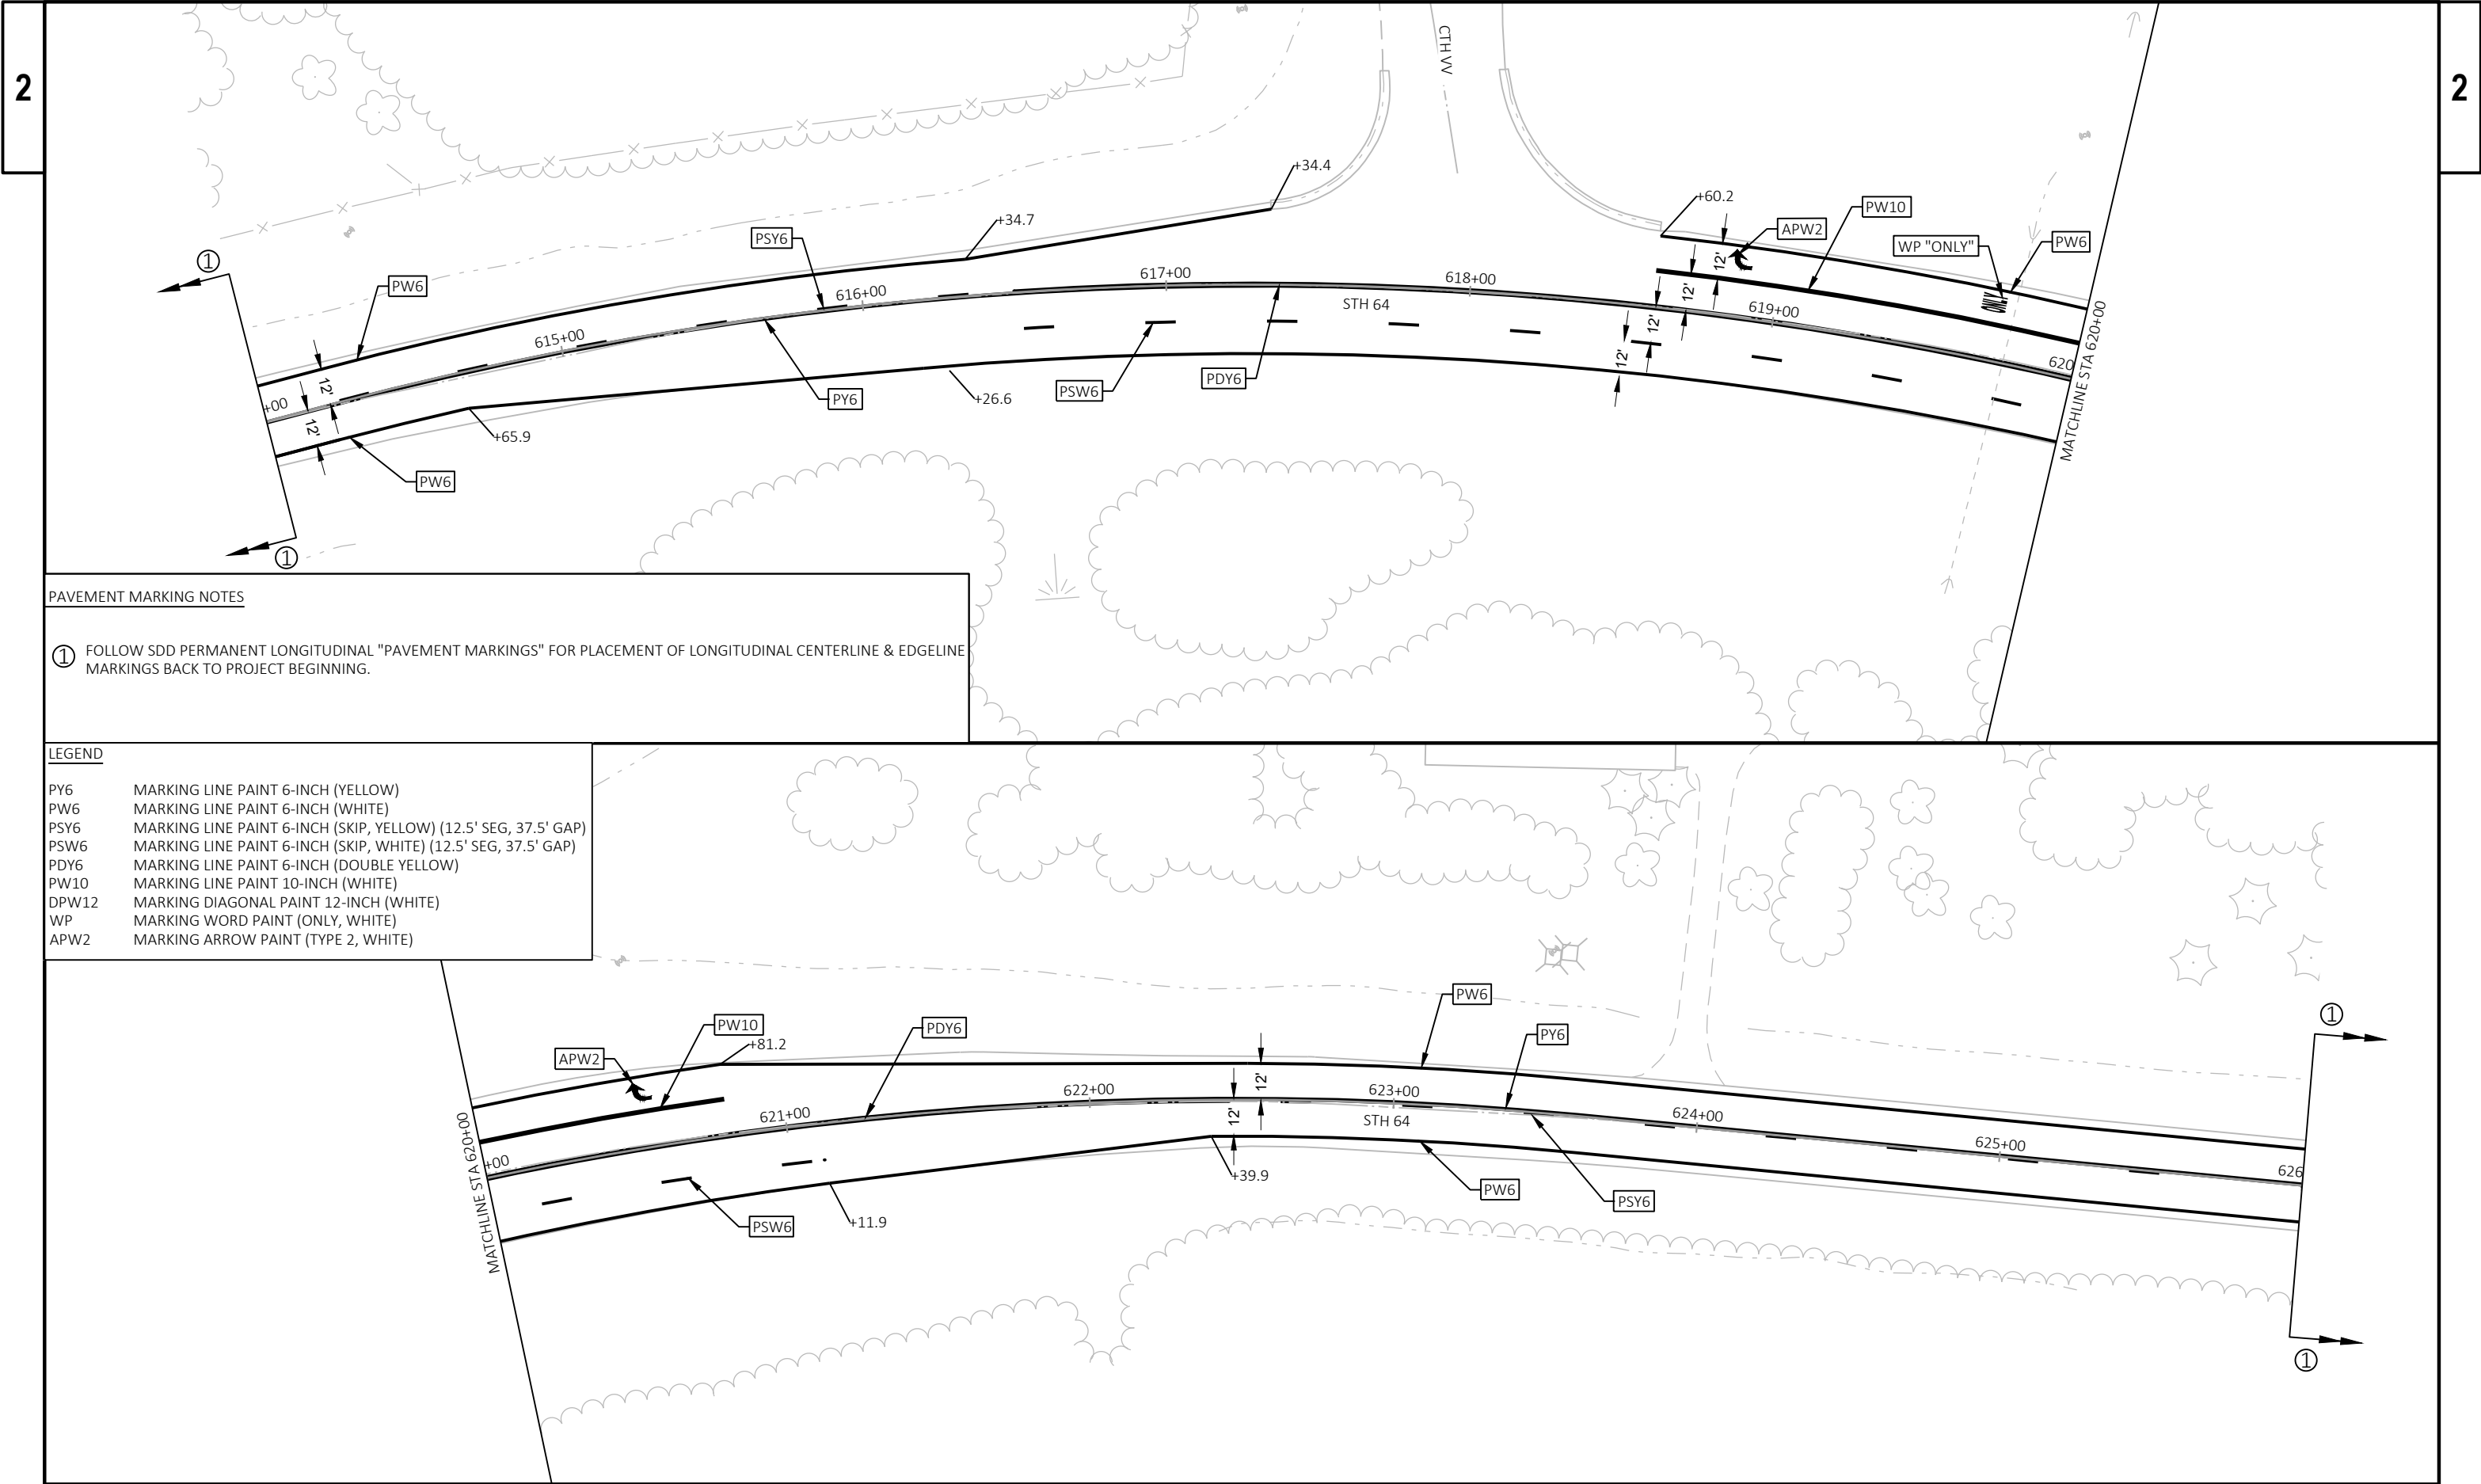 2
2
CTH VV
+34.4
+34.7
+60.2
PW10
APW2
PSY6
WP "ONLY"
PW6
1
PW6
617+00
618+00
616+00
STH 64
619+00
615+00
12'
12'
12'
12'
620
MATCHLINE STA 620+00
12'
12'
+00
PY6
+26.6
PSW6
PDY6
+65.9
PW6
ONLY
1
PAVEMENT MARKING NOTES
1 FOLLOW SDD PERMANENT LONGITUDINAL "PAVEMENT MARKINGS" FOR PLACEMENT OF LONGITUDINAL CENTERLINE & EDGELINE
MARKINGS BACK TO PROJECT BEGINNING.
LEGEND
PY6 MARKING LINE PAINT 6-INCH (YELLOW)
PW6 MARKING LINE PAINT 6-INCH (WHITE)
PSY6 MARKING LINE PAINT 6-INCH (SKIP, YELLOW) (12.5' SEG, 37.5' GAP)
PSW6 MARKING LINE PAINT 6-INCH (SKIP, WHITE) (12.5' SEG, 37.5' GAP)
PDY6 MARKING LINE PAINT 6-INCH (DOUBLE YELLOW)
PW10 MARKING LINE PAINT 10-INCH (WHITE)
DPW12 MARKING DIAGONAL PAINT 12-INCH (WHITE)
WP MARKING WORD PAINT (ONLY, WHITE)
APW2 MARKING ARROW PAINT (TYPE 2, WHITE)
PW6
1
PW10
PDY6
PY6
+81.2
APW2
12'
622+00
623+00
621+00
12'
STH 64
624+00
625+00
MATCHLINE STA 620+00
+00
626
+39.9
PW6
PSY6
PSW6
+11.9
1